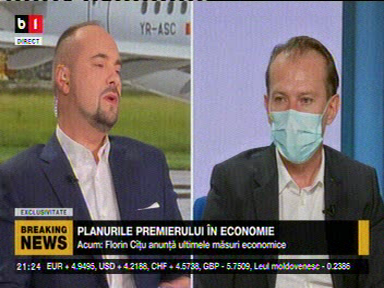 B1
DIRECT
YR-ASC
EXCLUSIVITATE
BREAKING NEWS
PLANURILE PREMIERULUI ÎN ECONOMIE
Acum: Florin Cîțu anunță ultimele măsuri economice
21:24 EUR + 4.9495, USD + 4.2188, CHF + 4.5738, GBP - 5.7509, Leul moldovenesc - 0.2386